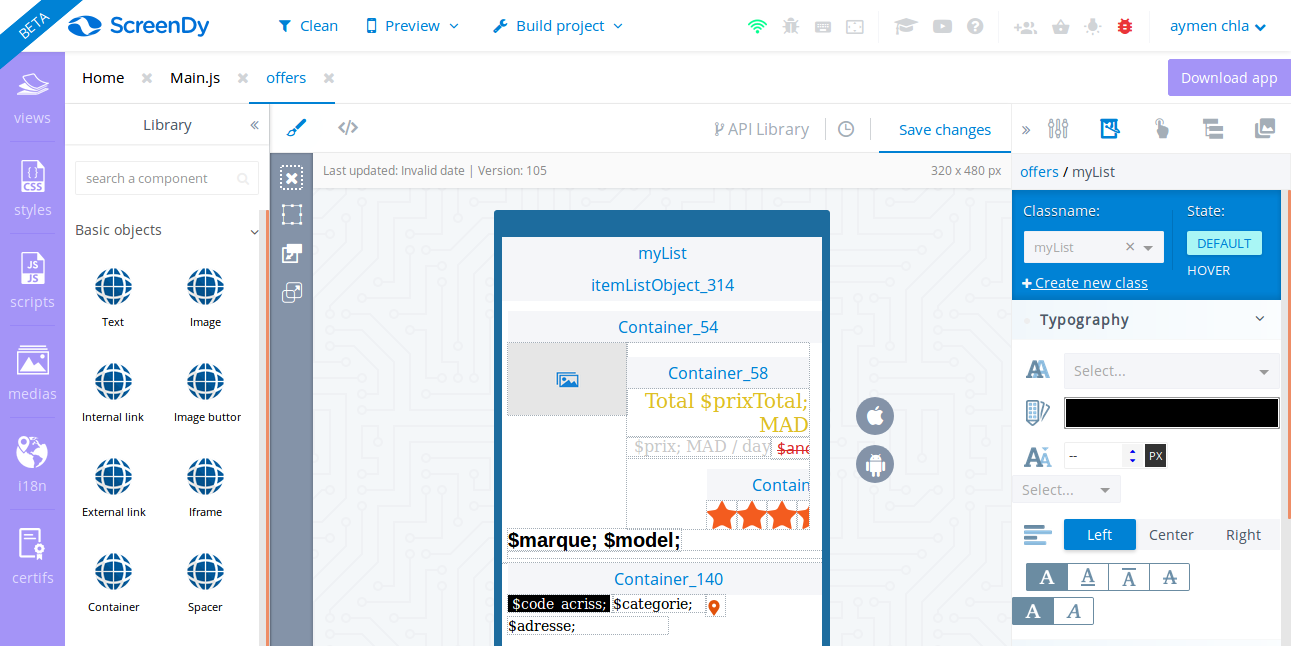 BETA
ScreenDy
Clean
Preview
Build project
aymen chla
Home
Main.js
offers
Download app
views
styles
scripts
medias
i18n
certifs
CSS
JS
JS
Library
search a component
Basic objects
Text
Image
Internal link
Image buttor
External link
Iframe
Container
Spacer
API Library
Save changes
Last updated: Invalid date | Version: 105
320 x 480 px
myList
itemListObject_314
Container_54
Container_58
Total $prixTotal;
MAD
$prix; MAD / day
$anc
Contain
$marque; $model;
Container_140
$code_acriss; $categorie;
$adresse;
offers / myList
Classname:
State:
myList
DEFAULT
HOVER
Create new class
Typography
Select...
--
PX
Select...
Left
Center
Right
A A A A
A A